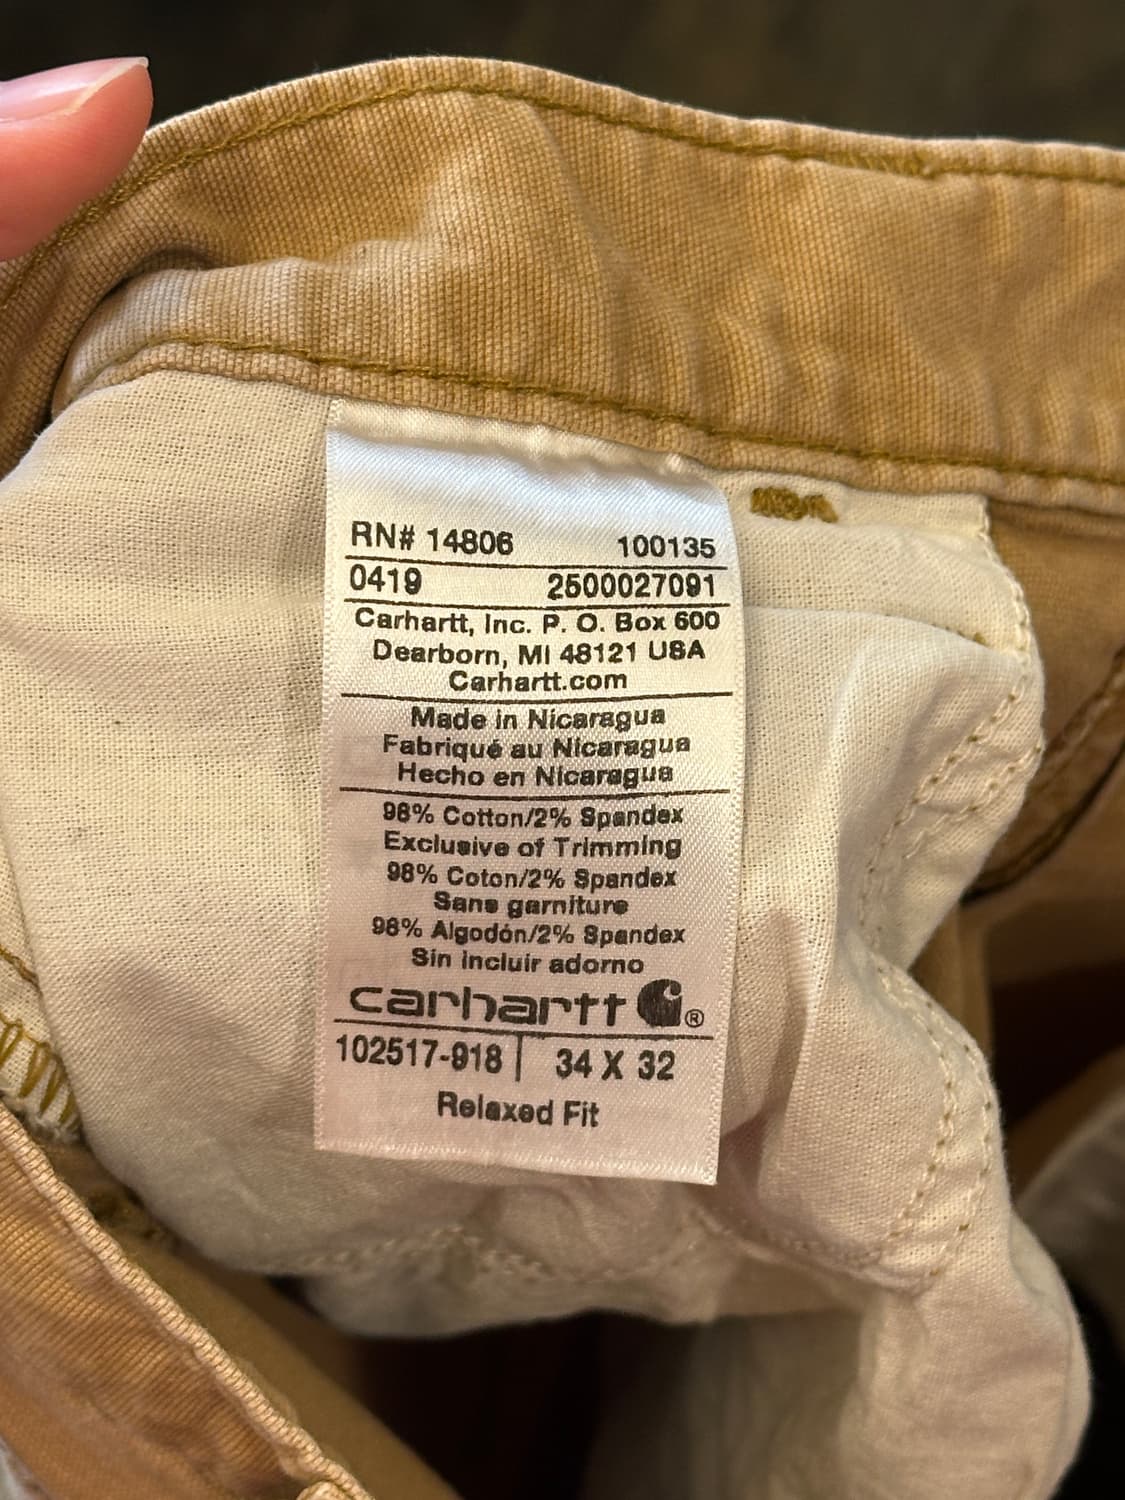 RN# 14806 100135
0419 2500027091
Carhartt, Inc. P. O. Box 600
Dearborn, MI 48121 USA
Carhartt.com
Made in Nicaragua
Fabriqué au Nicaragua
Hecho en Nicaragua
98% Cotton/2% Spandex
Exclusive of Trimming
98% Coton/2% Spandex
Sans garniture
98% Algodón/2% Spandex
Sin incluir adorno
carhartt ®
102517-918 | 34 X 32
Relaxed Fit